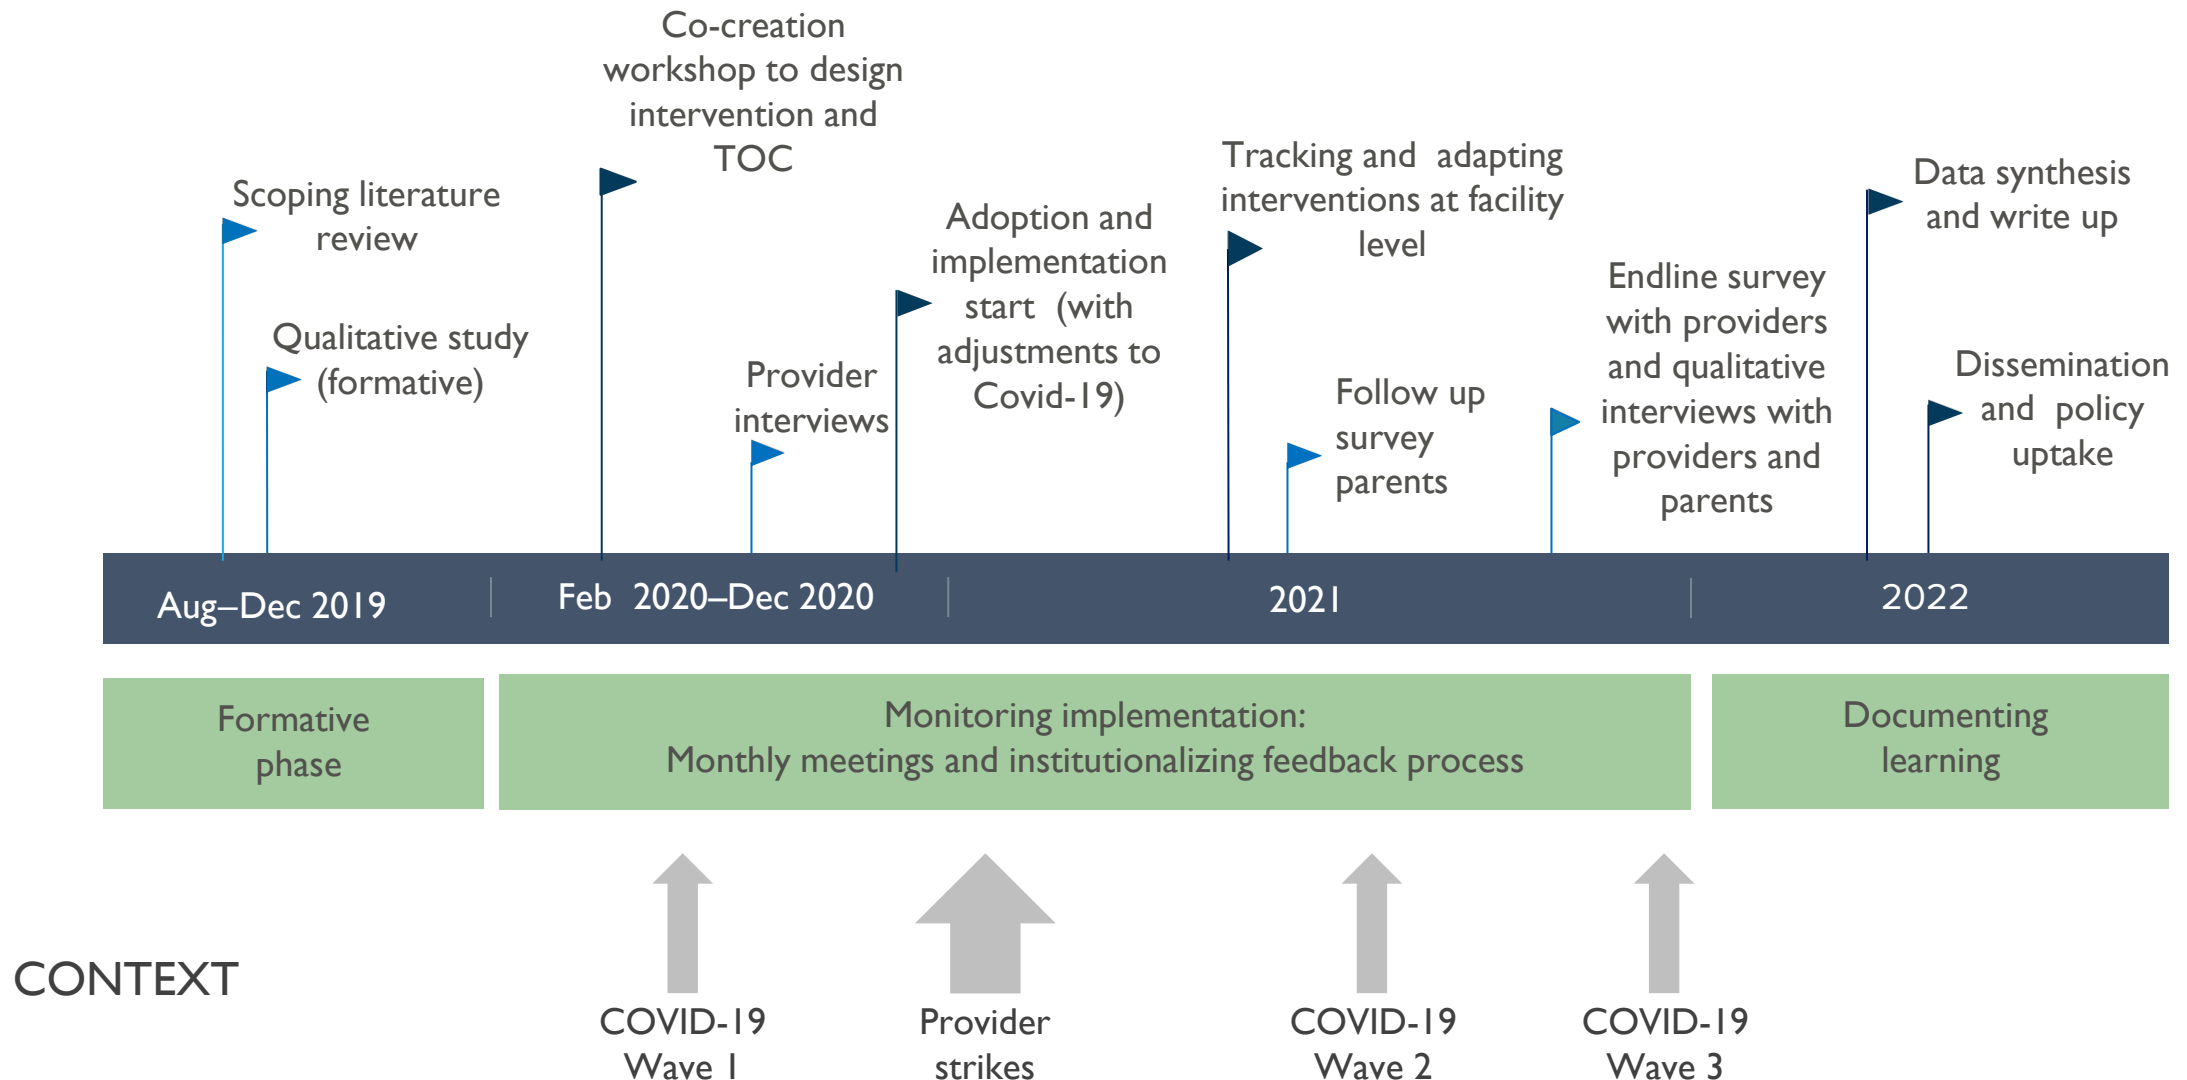 Co-creation
workshop to design
intervention and
TOC
Scoping literature
review
Qualitative study
(formative)
Provider
interviews
Adoption and
implementation
start (with
adjustments to
Covid-19)
Tracking and adapting
interventions at facility
level
Follow up
survey
parents
Endline survey
with providers
and qualitative
interviews with
providers and
parents
Data synthesis
and write up
Dissemination
and policy
uptake
Aug–Dec 2019
Feb 2020–Dec 2020
2021
2022
Formative
phase
Monitoring implementation:
Monthly meetings and institutionalizing feedback process
Documenting
learning
CONTEXT
COVID-19
Wave 1
Provider
strikes
COVID-19
Wave 2
COVID-19
Wave 3